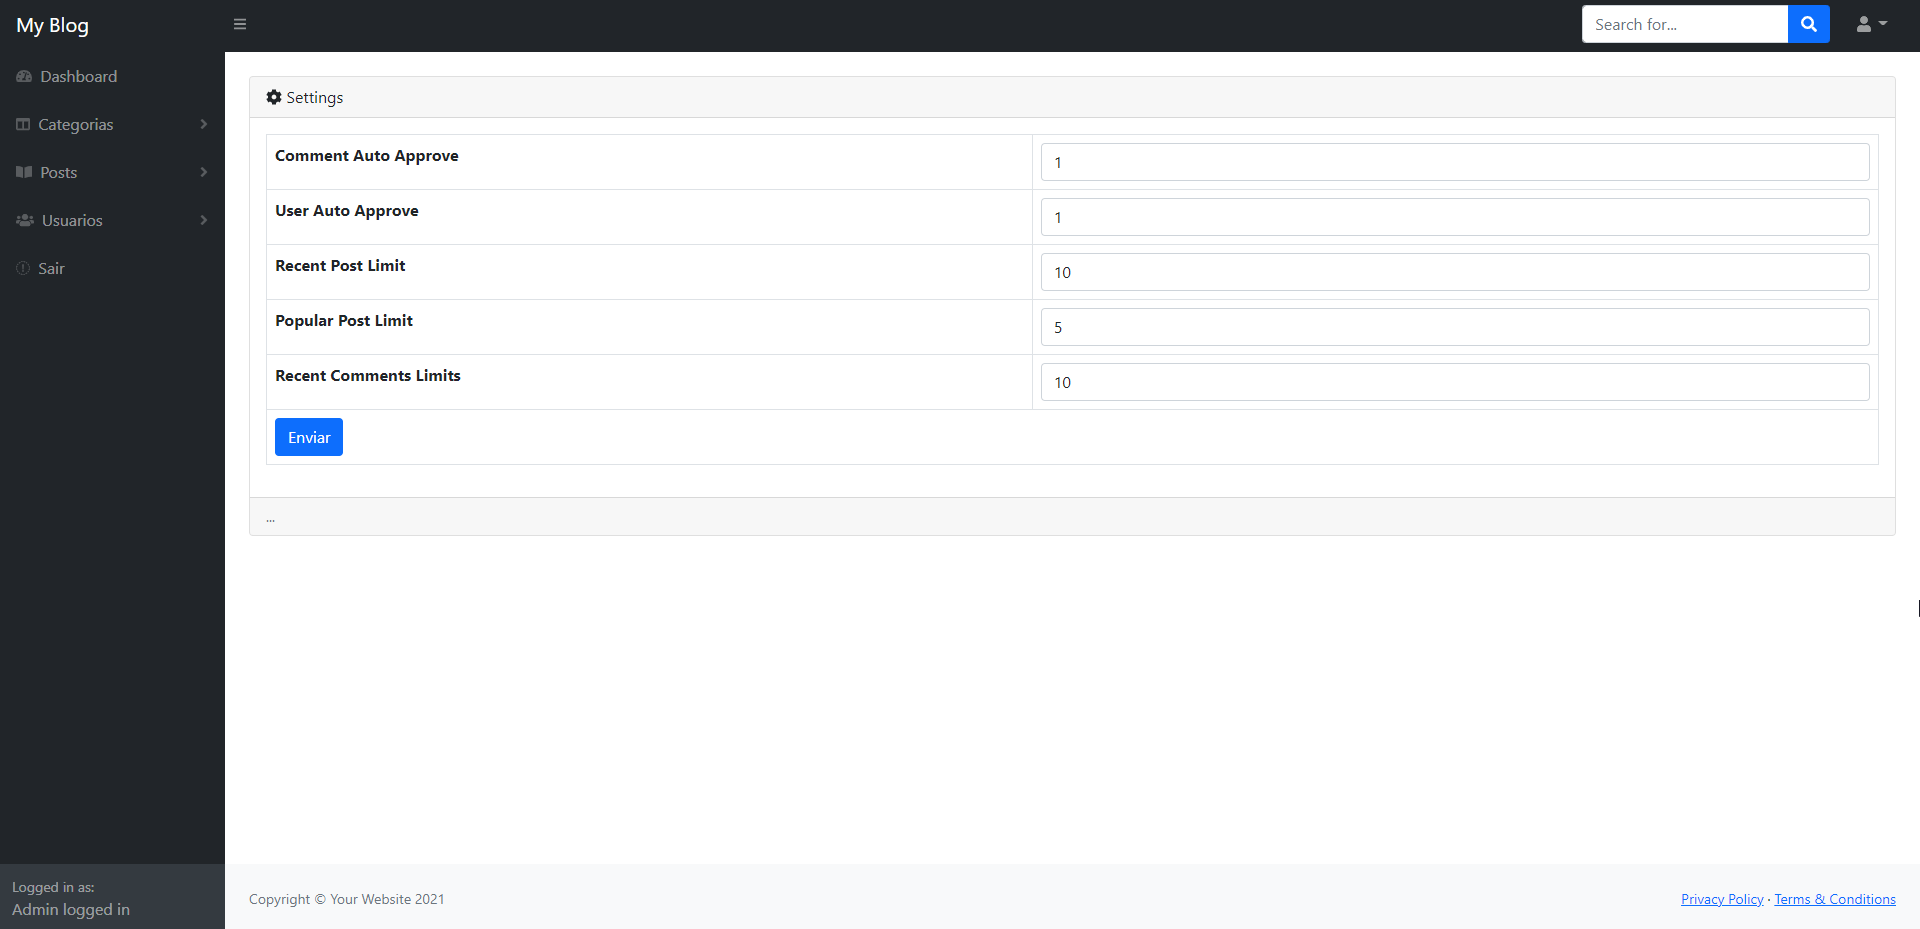 My Blog
Search for...
Dashboard
Categorias
Posts
Usuarios
Sair
Settings
Comment Auto Approve
1
User Auto Approve
1
Recent Post Limit
10
Popular Post Limit
5
Recent Comments Limits
10
Enviar
...
Logged in as:
Admin logged in
Copyright © Your Website 2021
Privacy Policy · Terms & Conditions